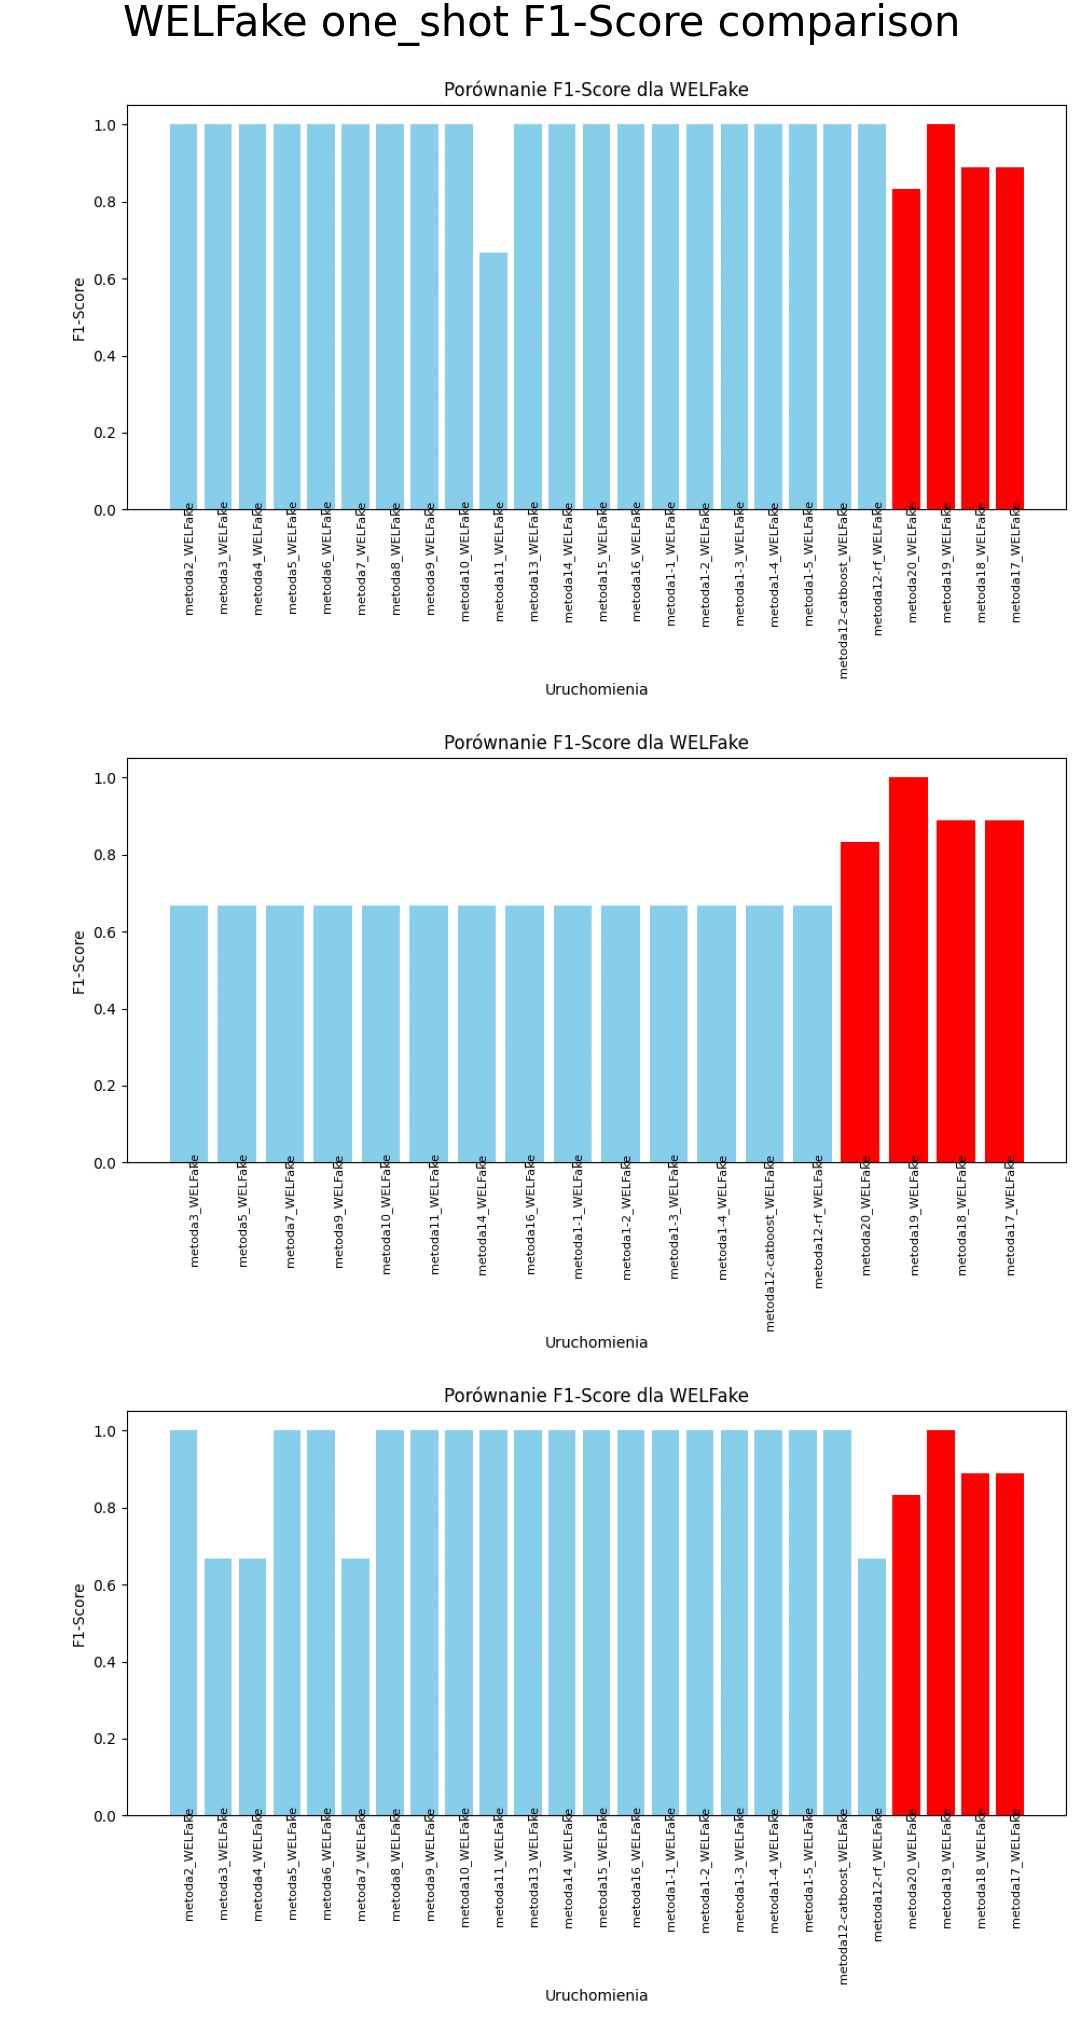 WELFake one_shot F1-Score comparison
Porównanie F1-Score dla WELFake
1.0
0.8
0.6
0.4
0.2
0.0
F1-Score
metoda2_WELFake
metoda3_WELFake
metoda4_WELFake
metoda5_WELFake
metoda6_WELFake
metoda7_WELFake
metoda8_WELFake
metoda9_WELFake
metoda10_WELFake
metoda11_WELFake
metoda13_WELFake
metoda14_WELFake
metoda15_WELFake
metoda16_WELFake
metoda1-1_WELFake
metoda1-2_WELFake
metoda1-3_WELFake
metoda1-4_WELFake
metoda1-5_WELFake
metoda12-catboost_WELFake
metoda12-rf_WELFake
metoda20_WELFake
metoda19_WELFake
metoda18_WELFake
metoda17_WELFake
Uruchomienia
Porównanie F1-Score dla WELFake
1.0
0.8
0.6
0.4
0.2
0.0
F1-Score
metoda3_WELFake
metoda5_WELFake
metoda7_WELFake
metoda9_WELFake
metoda10_WELFake
metoda11_WELFake
metoda14_WELFake
metoda16_WELFake
metoda1-1_WELFake
metoda1-2_WELFake
metoda1-3_WELFake
metoda1-4_WELFake
metoda12-catboost_WELFake
metoda12-rf_WELFake
metoda20_WELFake
metoda19_WELFake
metoda18_WELFake
metoda17_WELFake
Uruchomienia
Porównanie F1-Score dla WELFake
1.0
0.8
0.6
0.4
0.2
0.0
F1-Score
metoda2_WELFake
metoda3_WELFake
metoda4_WELFake
metoda5_WELFake
metoda6_WELFake
metoda7_WELFake
metoda8_WELFake
metoda9_WELFake
metoda10_WELFake
metoda11_WELFake
metoda13_WELFake
metoda14_WELFake
metoda15_WELFake
metoda16_WELFake
metoda1-1_WELFake
metoda1-2_WELFake
metoda1-3_WELFake
metoda1-4_WELFake
metoda1-5_WELFake
metoda12-catboost_WELFake
metoda12-rf_WELFake
metoda20_WELFake
metoda19_WELFake
metoda18_WELFake
metoda17_WELFake
Uruchomienia